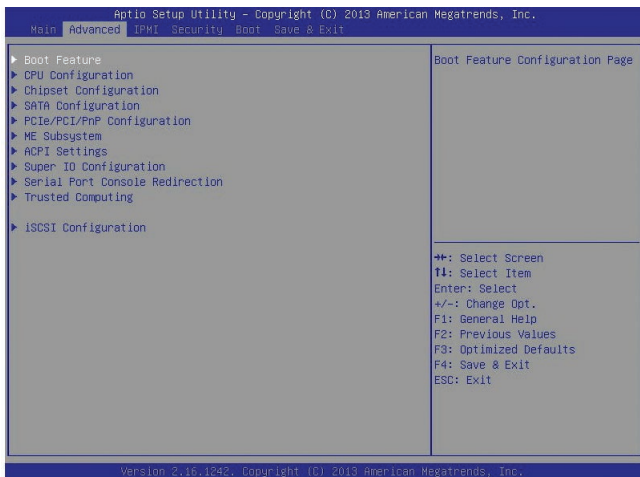 Aptio Setup Utility – Copyright (C) 2013 American Megatrends, Inc.
Main Advanced IPMI Security Boot Save & Exit
Boot Feature
CPU Configuration
Chipset Configuration
SATA Configuration
PCIe/PCI/PnP Configuration
ME Subsystem
ACPI Settings
Super IO Configuration
Serial Port Console Redirection
Trusted Computing
iSCSI Configuration
Boot Feature Configuration Page
→←: Select Screen
↑↓: Select Item
Enter: Select
+/-: Change Opt.
F1: General Help
F2: Previous Values
F3: Optimized Defaults
F4: Save & Exit
ESC: Exit
Version 2.16.1242. Copyright (C) 2013 American Megatrends, Inc.